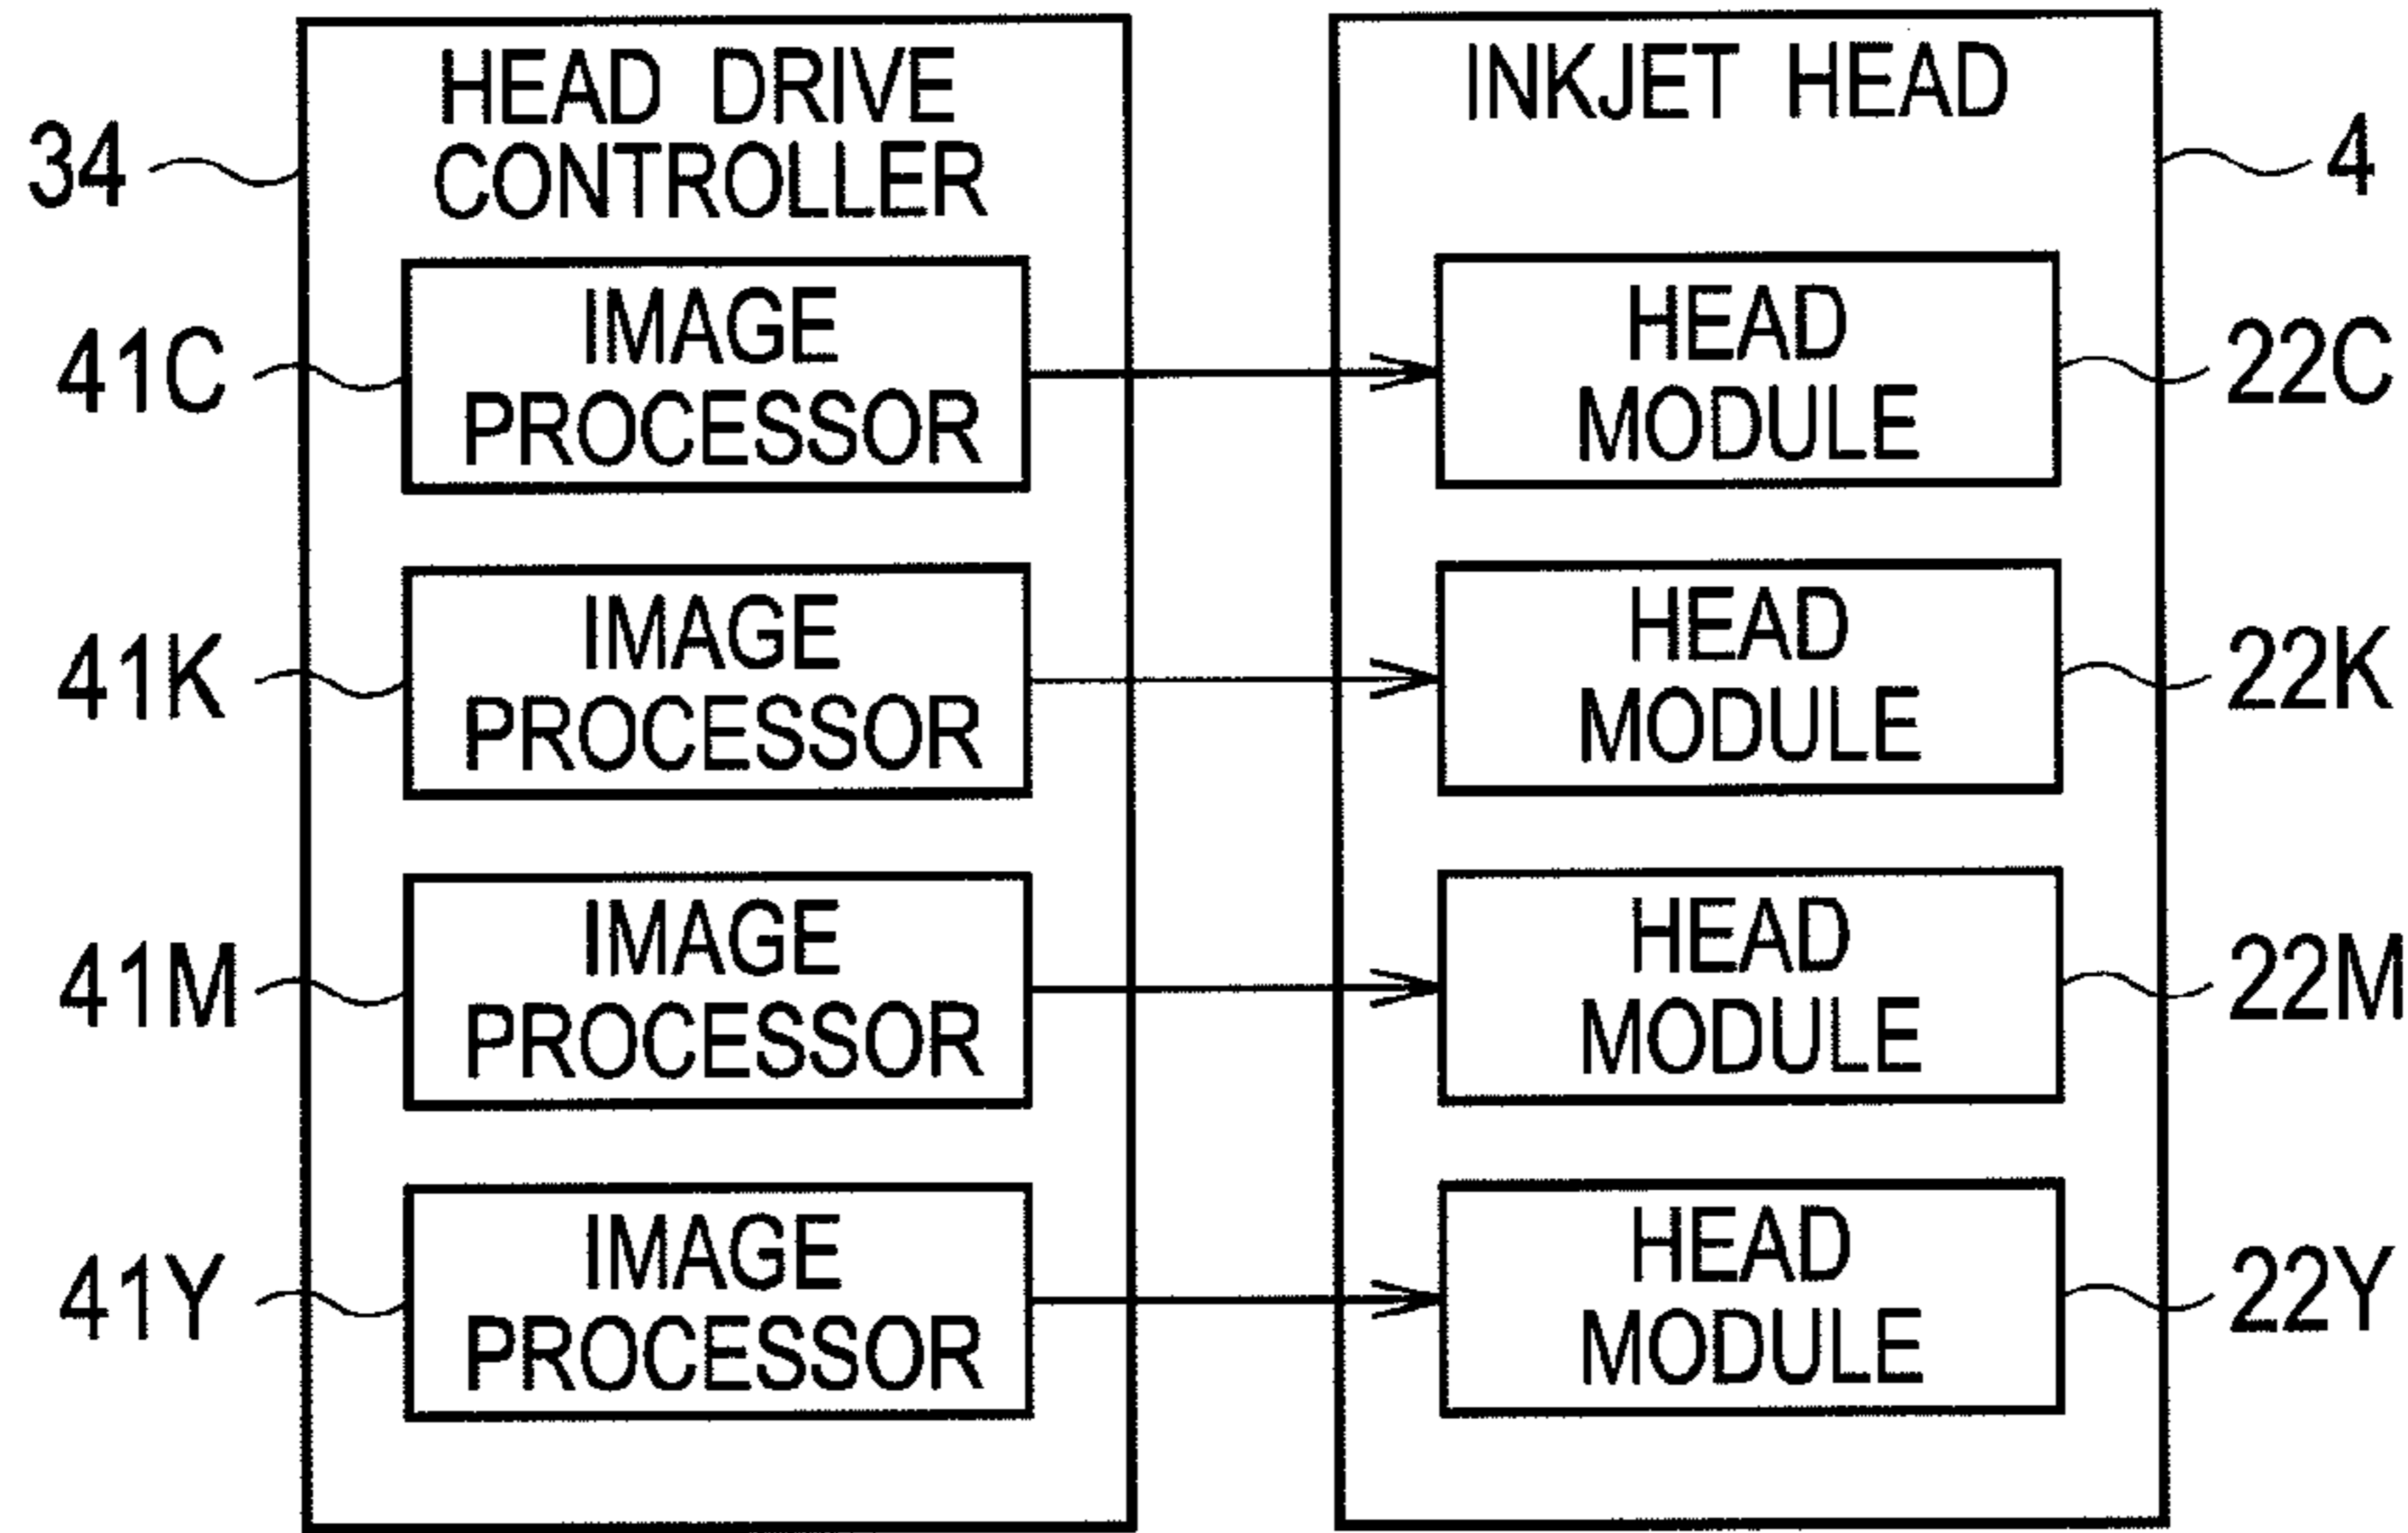 HEAD DRIVE
CONTROLLER
34
IMAGE
PROCESSOR
41C
IMAGE
PROCESSOR
41K
IMAGE
PROCESSOR
41M
IMAGE
PROCESSOR
41Y
INKJET HEAD
4
HEAD
MODULE
22C
HEAD
MODULE
22K
HEAD
MODULE
22M
HEAD
MODULE
22Y